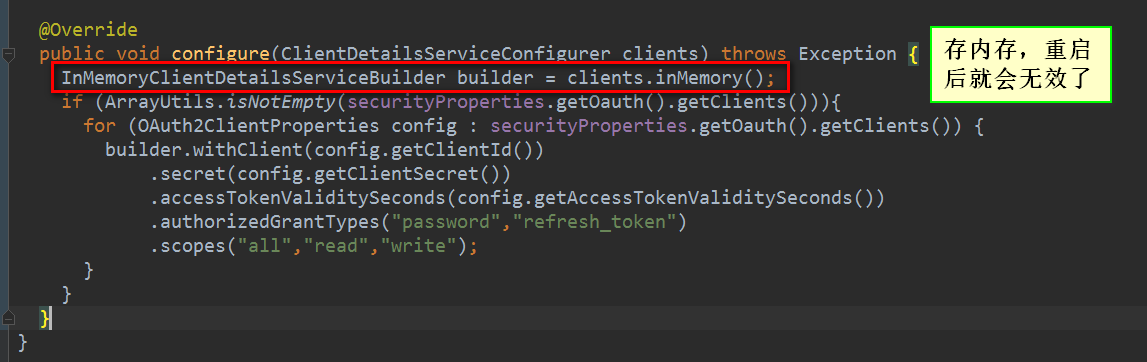 @Override
public void configure(ClientDetailsServiceConfigurer clients) throws Exception {
存内存，重启
后就会无效了
InMemoryClientDetailsServiceBuilder builder = clients.inMemory();
if (ArrayUtils.isNotEmpty(securityProperties.getOauth().getClients())){
for (OAuth2ClientProperties config : securityProperties.getOauth().getClients()) {
builder.withClient(config.getClientId())
.secret(config.getClientSecret())
.accessTokenValiditySeconds(config.getAccessTokenValiditySeconds())
.authorizedGrantTypes("password","refresh_token")
.scopes("all","read","write");
}
}
}
}